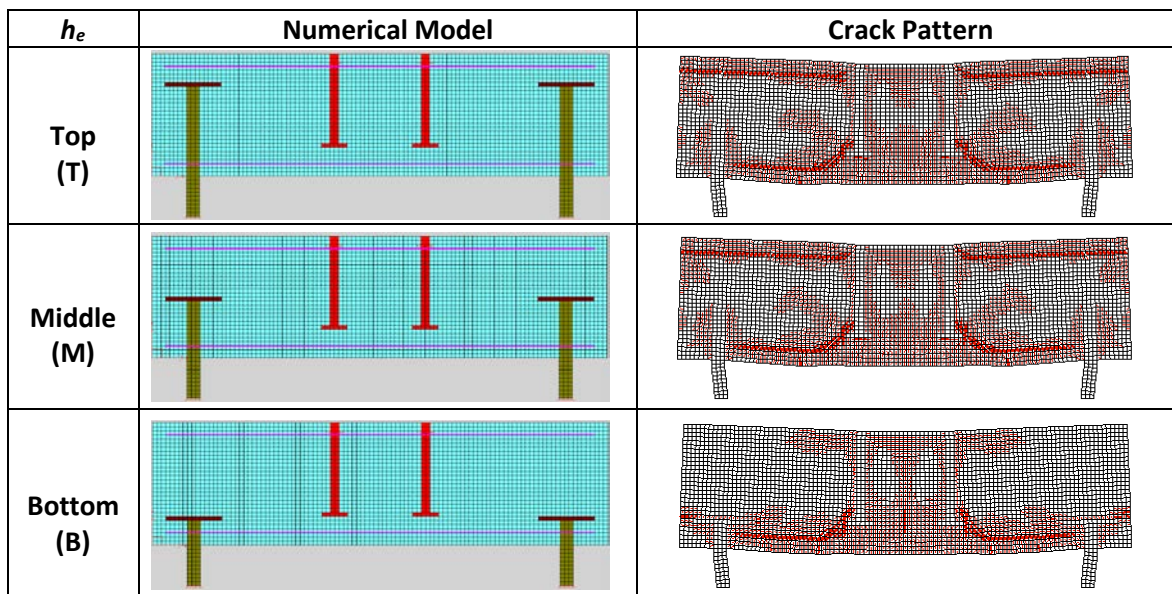 h_e Numerical Model Crack Pattern
Top
(T)
Middle
(M)
Bottom
(B)